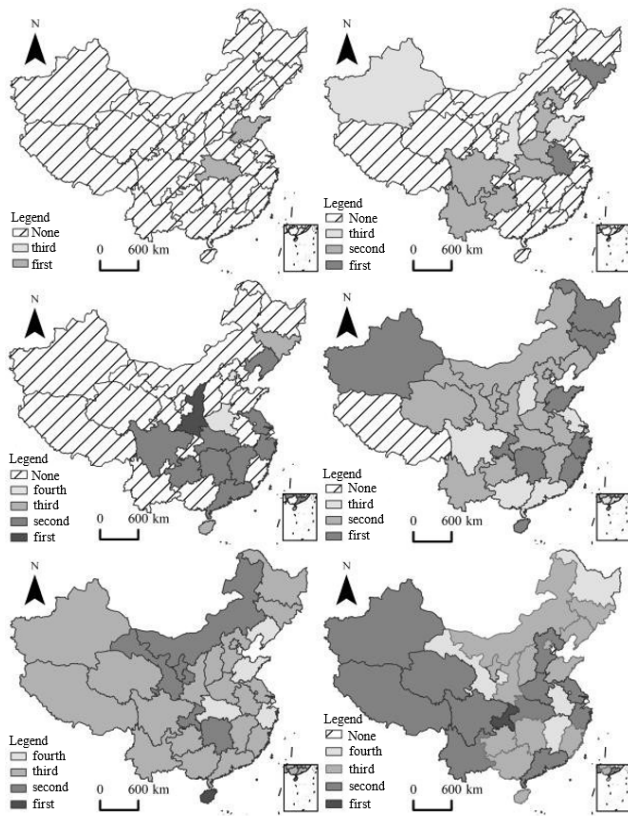 N
Legend
None
third
first
0 600 km
N
Legend
None
third
second
first
0 600 km
N
Legend
None
fourth
third
second
first
0 600 km
N
Legend
None
third
second
first
0 600 km
N
Legend
fourth
third
second
first
0 600 km
N
Legend
None
fourth
third
second
first
0 600 km